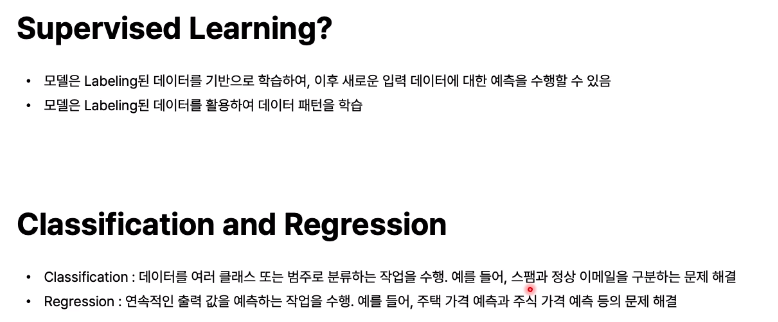 Supervised Learning?
• 모델은 Labeling된 데이터를 기반으로 학습하여, 이후 새로운 입력 데이터에 대한 예측을 수행할 수 있음
• 모델은 Labeling된 데이터를 활용하여 데이터 패턴을 학습
Classification and Regression
• Classification : 데이터를 여러 클래스 또는 범주로 분류하는 작업을 수행. 예를 들어, 스팸과 정상 이메일을 구분하는 문제 해결
• Regression : 연속적인 출력 값을 예측하는 작업을 수행. 예를 들어, 주택 가격 예측과 주식 가격 예측 등의 문제 해결